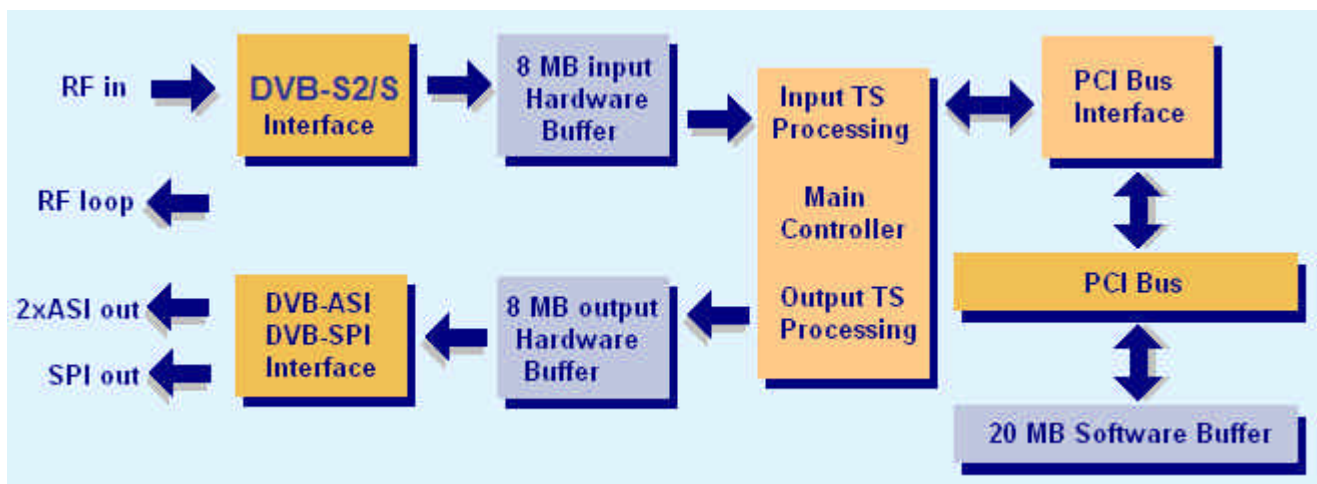 RF in
DVB-S2/S
Interface
8 MB input
Hardware
Buffer
Input TS
Processing
Main
Controller
Output TS
Processing
PCI Bus
Interface
RF loop
2xASI out
SPI out
DVB-ASI
DVB-SPI
Interface
8 MB output
Hardware
Buffer
PCI Bus
20 MB Software Buffer